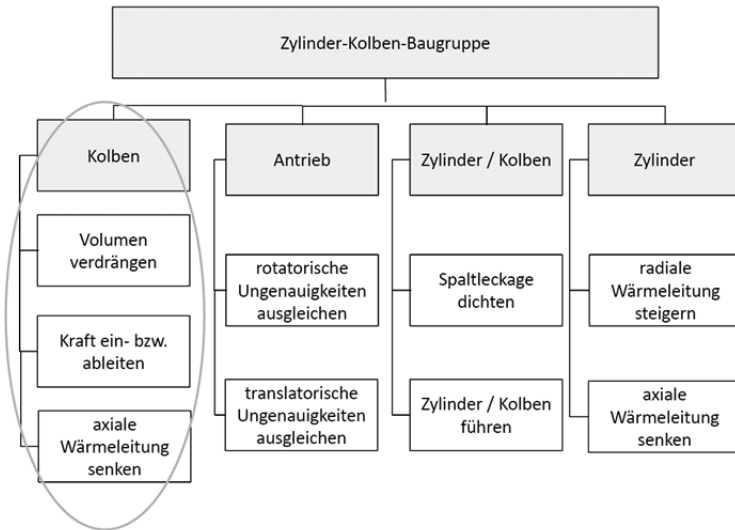 Zylinder-Kolben-Baugruppe
Kolben
Volumen
verdrängen
Kraft ein- bzw.
ableiten
axiale
Wärmeleitung
senken
Antrieb
rotatorische
Ungenauigkeiten
ausgleichen
translatorische
Ungenauigkeiten
ausgleichen
Zylinder / Kolben
Spaltleckage
dichten
Zylinder / Kolben
führen
Zylinder
radiale
Wärmeleitung
steigern
axiale
Wärmeleitung
senken